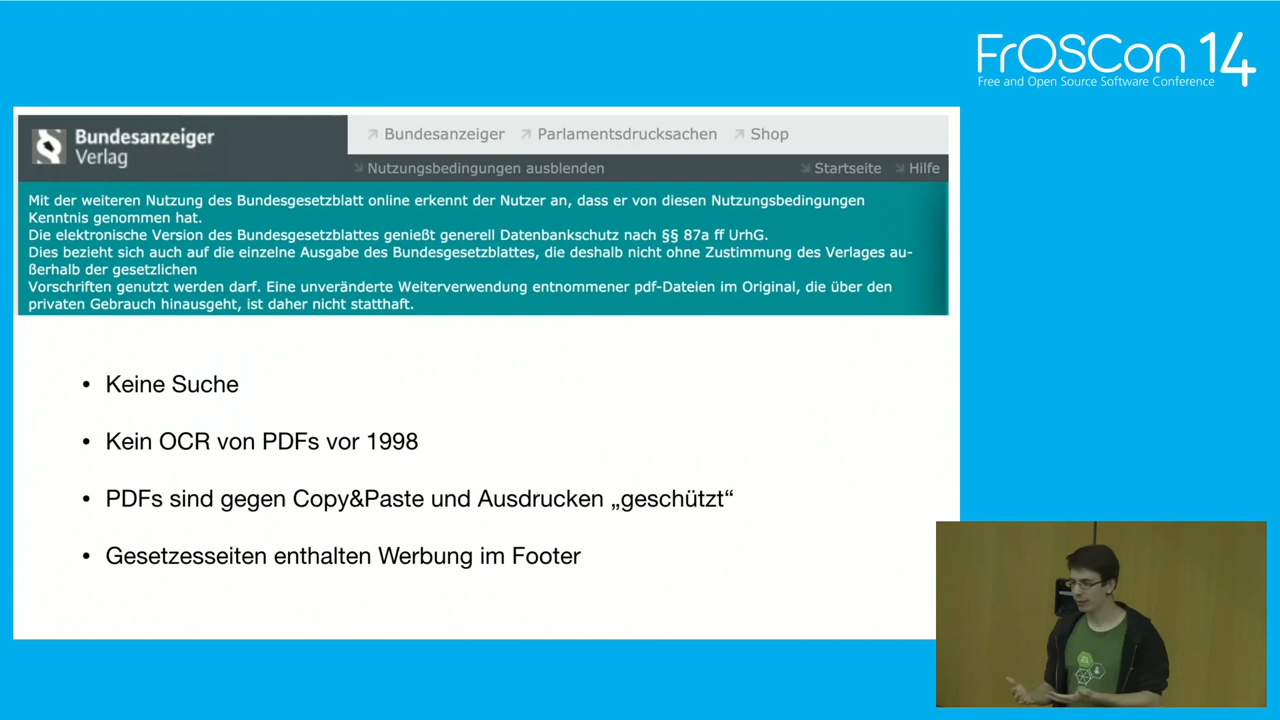 FrOSCon 14
Free and Open Source Software Conference
Bundesanzeiger
Verlag
Bundesanzeiger Parlamentsdrucksachen Shop
Nutzungsbedingungen ausblenden Startseite Hilfe
Mit der weiteren Nutzung des Bundesgesetzblatt online erkennt der Nutzer an, dass er von diesen Nutzungsbedingungen
Kenntnis genommen hat.
Die elektronische Version des Bundesgesetzblattes genießt generell Datenbankschutz nach §§ 87a ff UrhG.
Dies bezieht sich auch auf die einzelne Ausgabe des Bundesgesetzblattes, die deshalb nicht ohne Zustimmung des Verlages au-
ßerhalb der gesetzlichen
Vorschriften genutzt werden darf. Eine unveränderte Weiterverwendung entnommener pdf-Dateien im Original, die über den
privaten Gebrauch hinausgeht, ist daher nicht statthaft.
• Keine Suche
• Kein OCR von PDFs vor 1998
• PDFs sind gegen Copy&Paste und Ausdrucken „geschützt“
• Gesetzesseiten enthalten Werbung im Footer